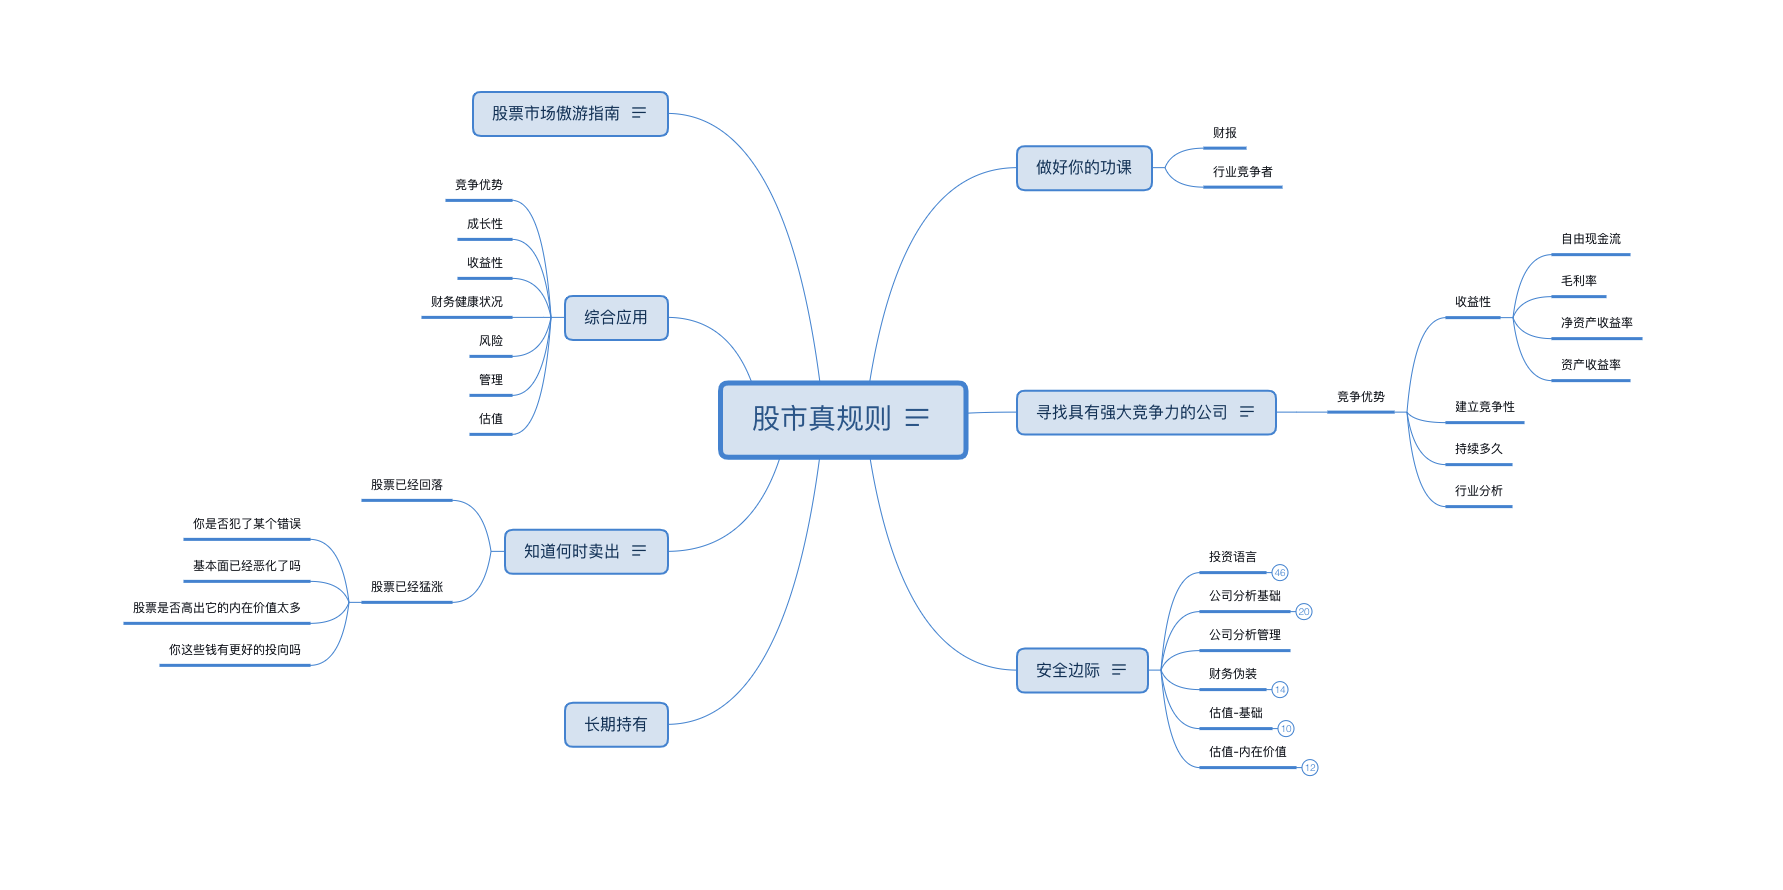 股市真规则
做好你的功课
财报
行业竞争者
寻找具有强大竞争力的公司
竞争优势
收益性
自由现金流
毛利率
净资产收益率
资产收益率
建立竞争性
持续多久
行业分析
安全边际
投资语言
46
公司分析基础
20
公司分析管理
财务伪装
14
估值-基础
10
估值-内在价值
12
股票市场傲游指南
综合应用
竞争优势
成长性
收益性
财务健康状况
风险
管理
估值
知道何时卖出
股票已经回落
股票已经猛涨
你是否犯了某个错误
基本面已经恶化了吗
股票是否高出它的内在价值太多
你这些钱有更好的投向吗
长期持有